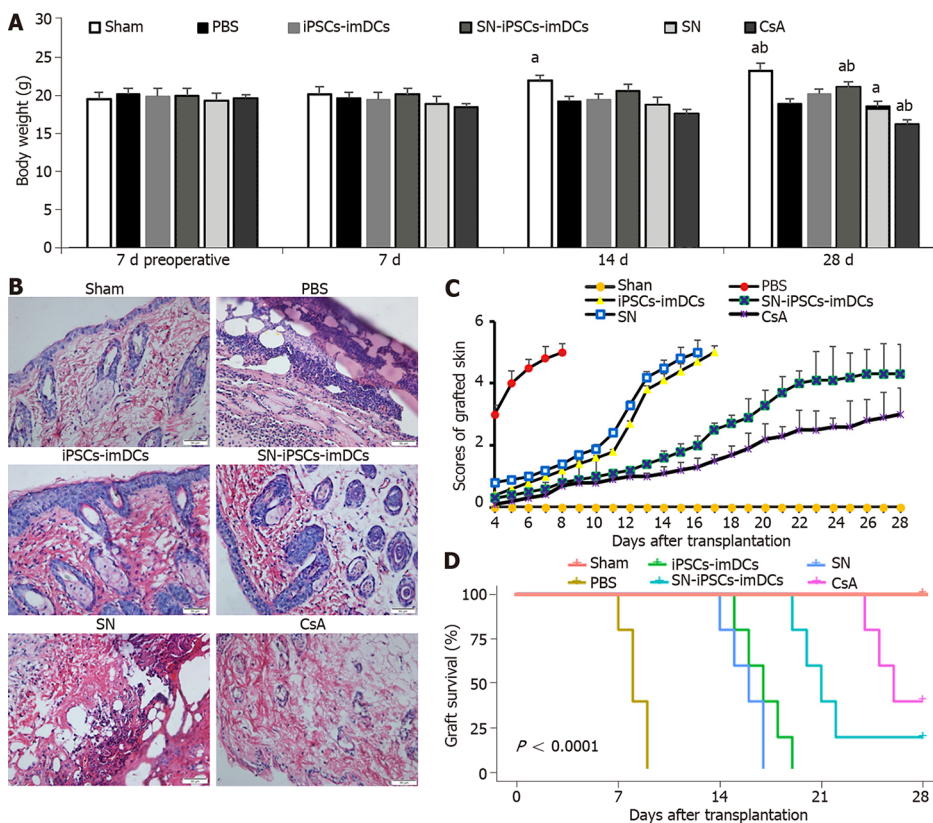 A
Sham PBS iPSCs-imDCs SN-iPSCs-imDCs SN CsA
Body weight (g)
30
25
20
15
10
5
0
a
ab
ab
a
ab
7 d preoperative 7 d 14 d 28 d
B
Sham PBS
iPSCs-imDCs SN-iPSCs-imDCs
SN CsA
C
Shan PBS
iPSCs-imDCs SN-iPSCs-imDCs
SN CsA
Scores of grafted skin
6
4
2
0
4 6 8 10 12 14 16 18 20 22 24 26 28
Days after transplantation
D
Sham iPSCs-imDCs SN
PBS SN-iPSCs-imDCs CsA
Graft survival (%)
100
75
50
25
0
P < 0.0001
0 7 14 21 28
Days after transplantation